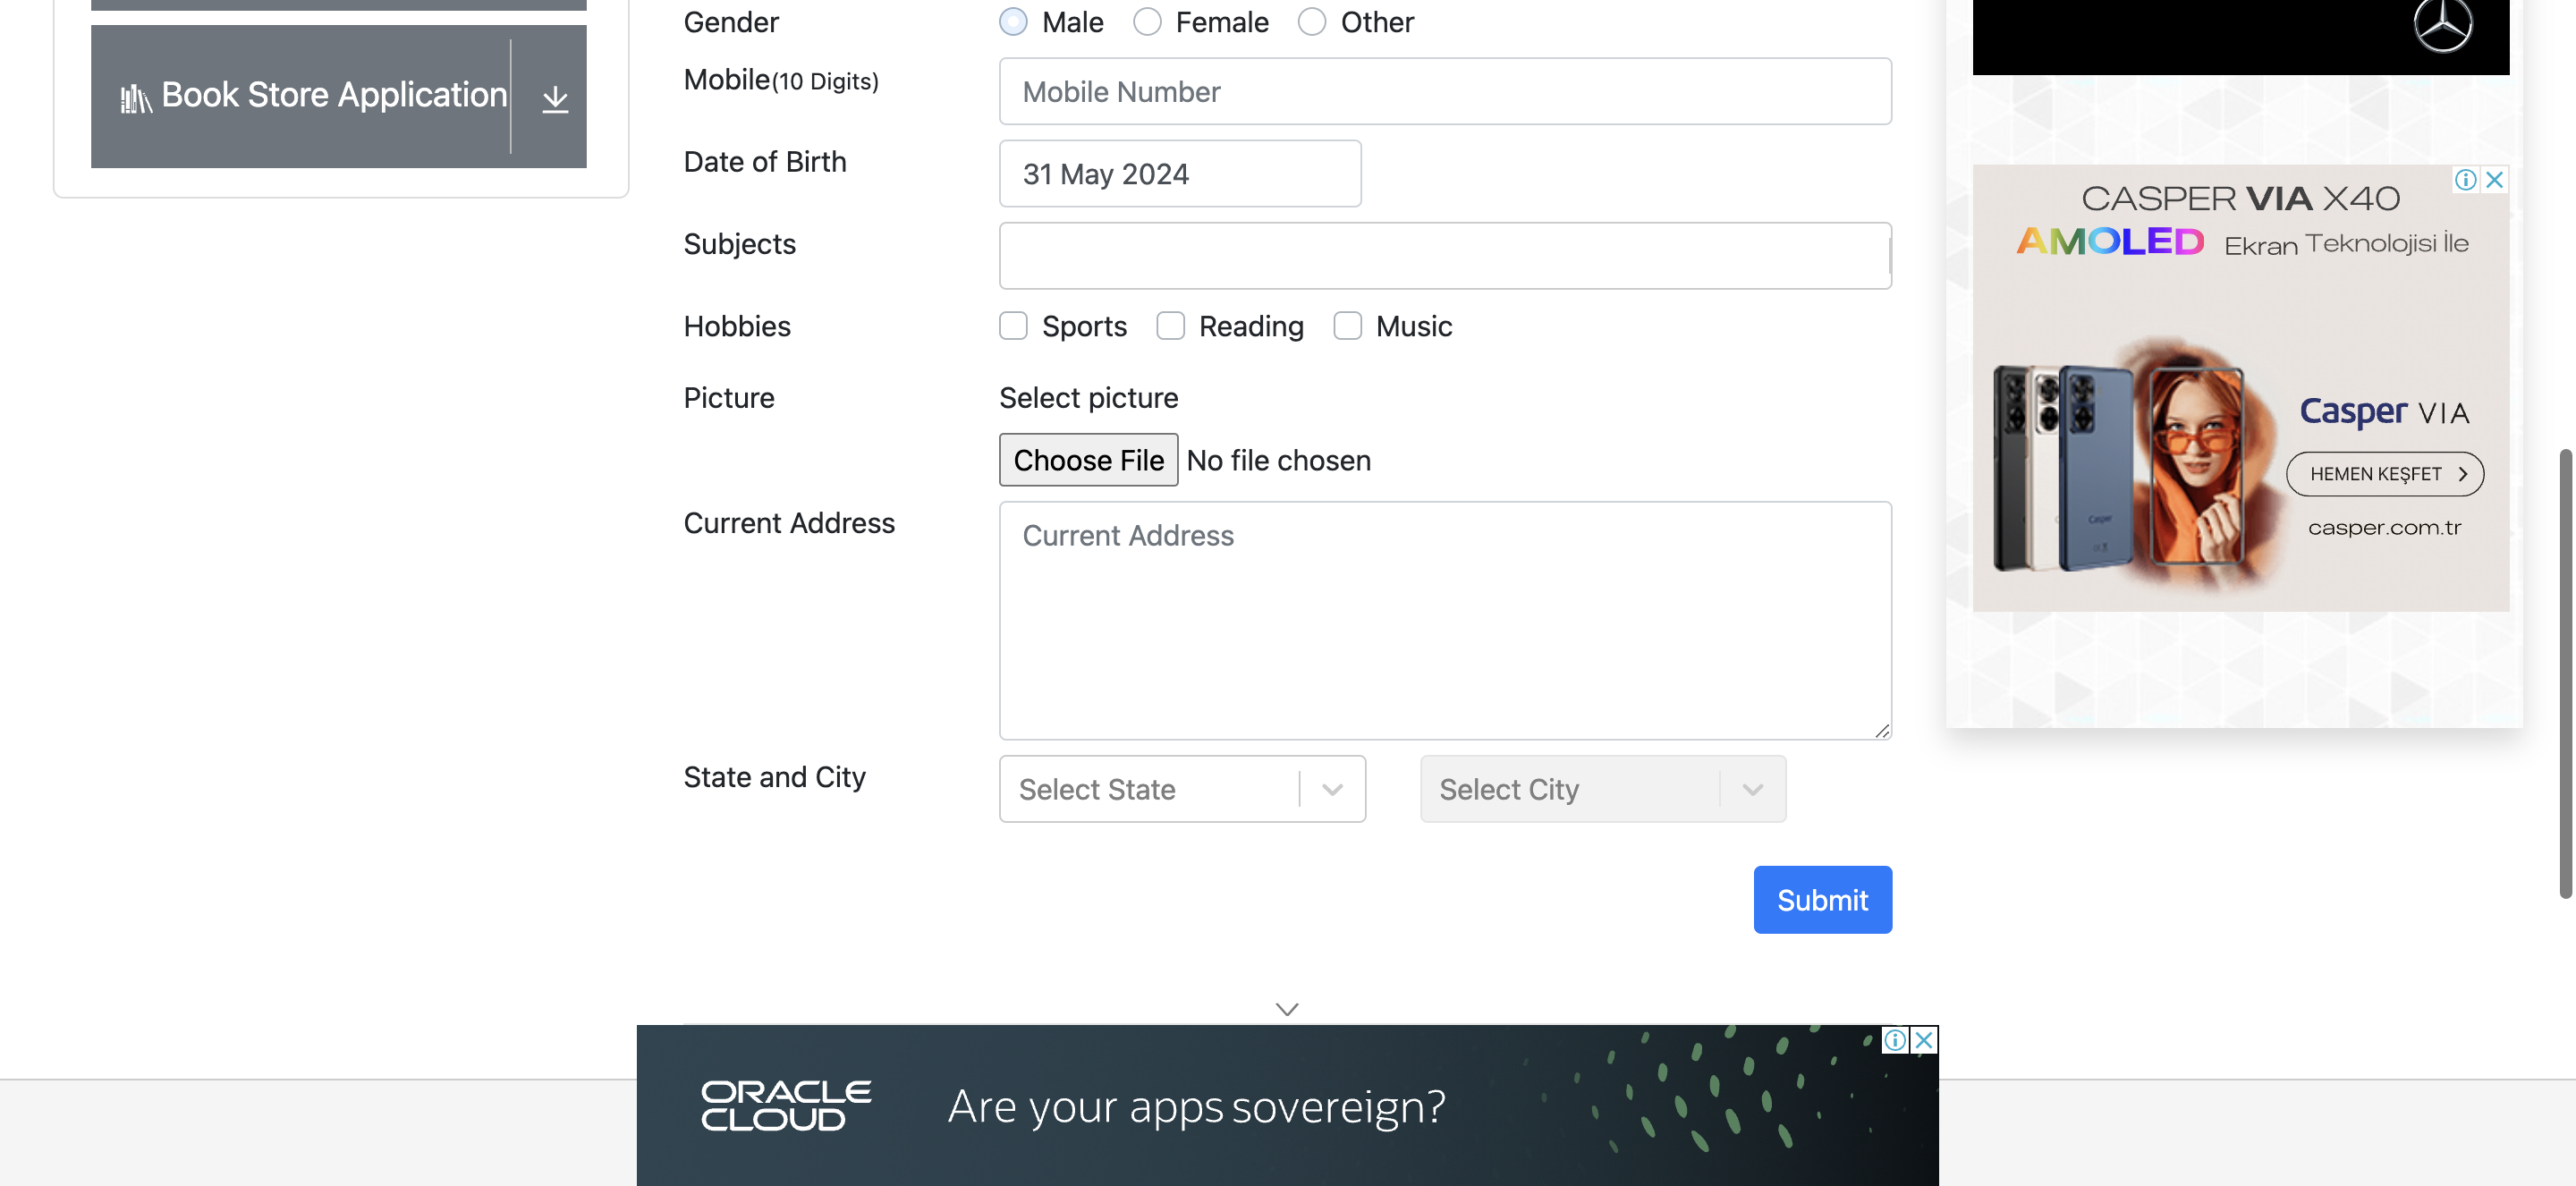 Book Store Application
Gender
Male Female Other
Mobile(10 Digits)
Mobile Number
Date of Birth
31 May 2024
Subjects
Hobbies
Sports Reading Music
Picture
Select picture
Choose File No file chosen
Current Address
Current Address
State and City
Select State
Select City
Submit
CASPER VIA X40
AMOLED Ekran Teknolojisi İle
Casper VIA
HEMEN KEŞFET
casper.com.tr
Casper
ORACLE
CLOUD
Are your apps sovereign?